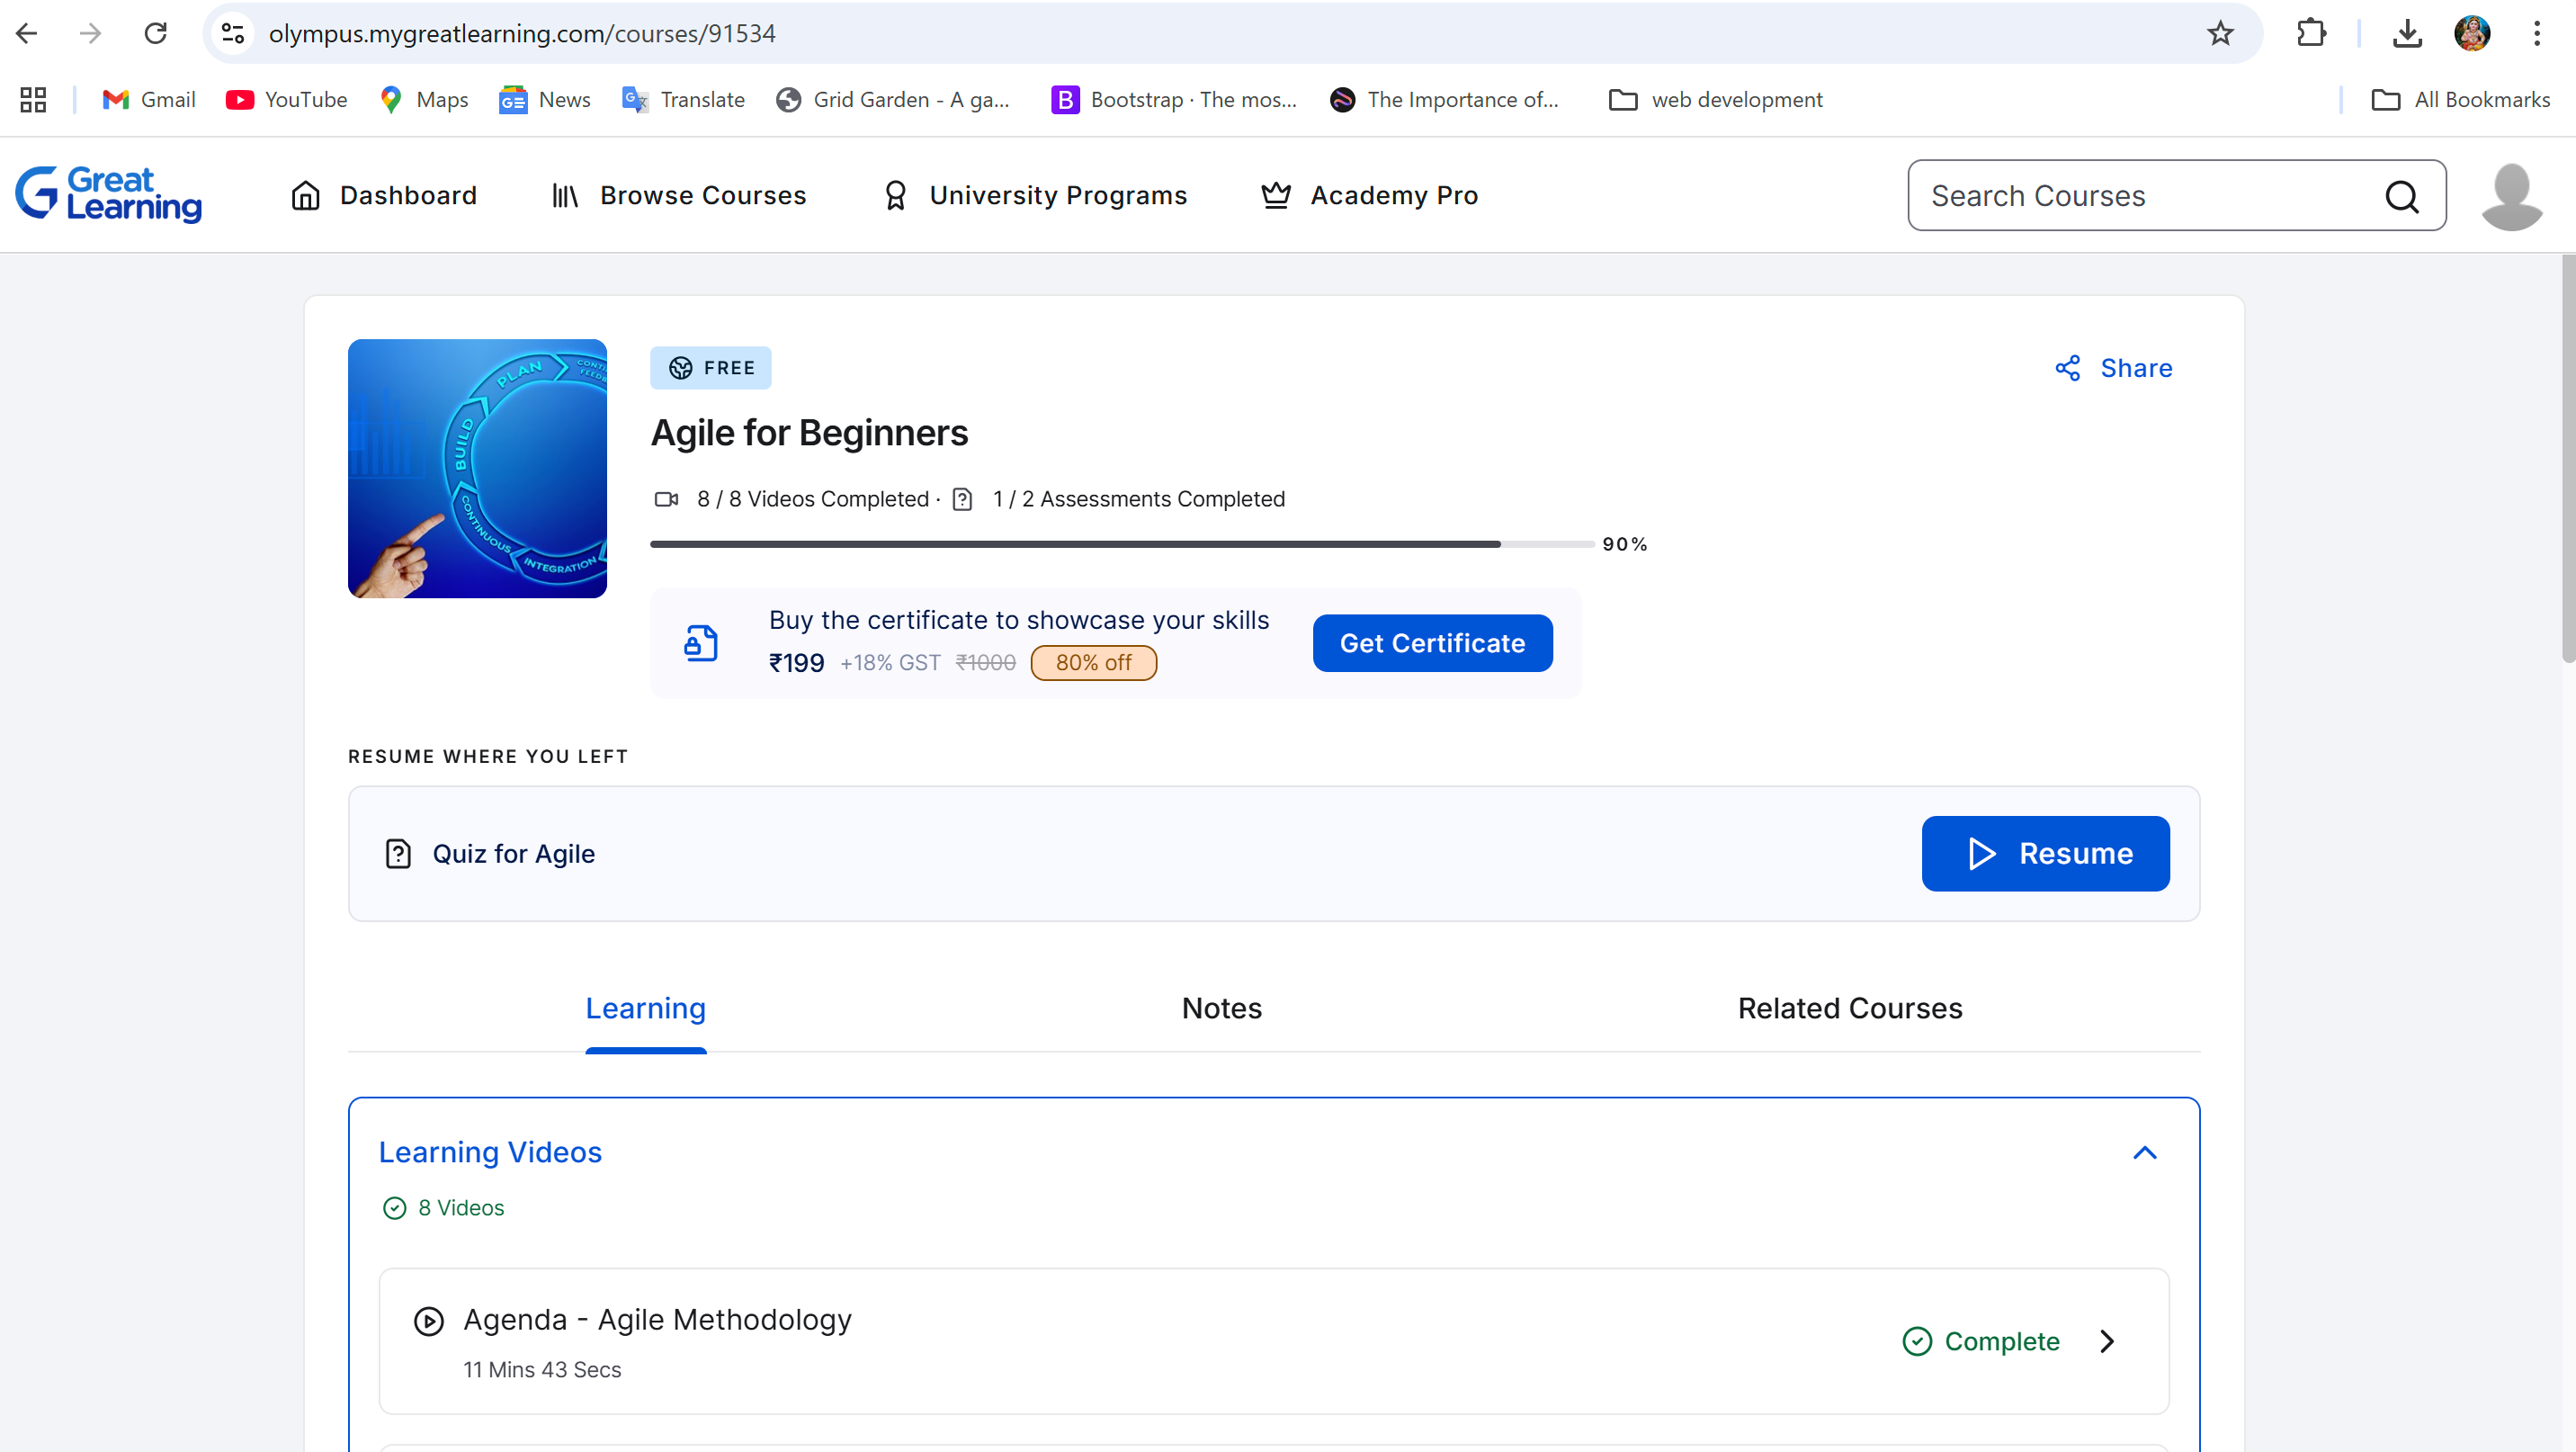 olympus.mygreatlearning.com/courses/91534
Gmail
YouTube
Maps
News
Translate
Grid Garden - A ga...
Bootstrap · The mos...
The Importance of...
web development
All Bookmarks
Great Learning
Dashboard
Browse Courses
University Programs
Academy Pro
Search Courses
PLAN
BUILD
CONTINUOUS
INTEGRATION
FREE
Share
Agile for Beginners
8 / 8 Videos Completed · 1 / 2 Assessments Completed
90%
Buy the certificate to showcase your skills
₹199 +18% GST ₹1000 80% off
Get Certificate
RESUME WHERE YOU LEFT
Quiz for Agile
Resume
Learning
Notes
Related Courses
Learning Videos
8 Videos
Agenda - Agile Methodology
Complete
11 Mins 43 Secs